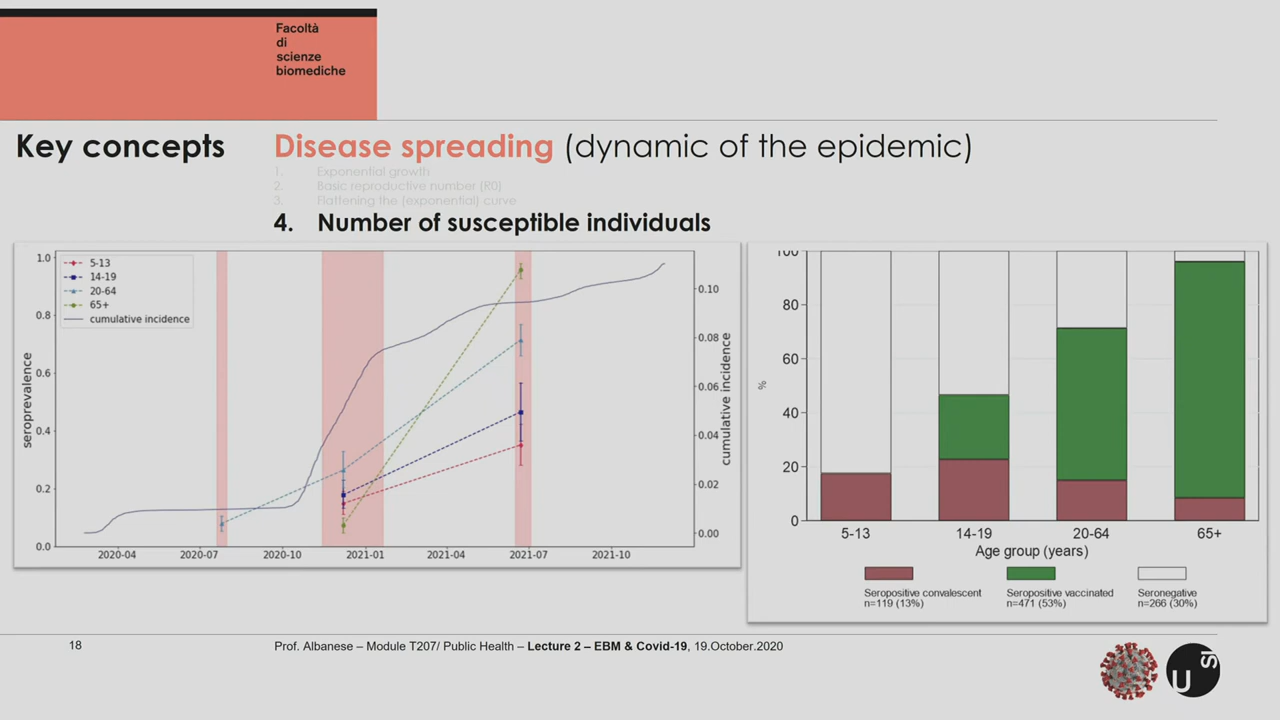 Facoltà
di
scienze
biomediche
Key concepts
Disease spreading (dynamic of the epidemic)
1. Exponential growth
2. Basic reproductive number (R0)
3. Flattening the (exponential) curve
4. Number of susceptible individuals
5-13
14-19
20-64
65+
cumulative incidence
seroprevalence
1.0
0.8
0.6
0.4
0.2
0.0
2020-04 2020-07 2020-10 2021-01 2021-04 2021-07 2021-10
0.10
0.08
0.06
0.04
0.02
0.00
cumulative incidence
%
100
80
60
40
20
0
5-13 14-19 20-64 65+
Age group (years)
Seropositive convalescent
n=119 (13%)
Seropositive vaccinated
n=471 (53%)
Seronegative
n=266 (30%)
18
Prof. Albanese – Module T207/ Public Health – Lecture 2 – EBM & Covid-19, 19.October.2020
U SI